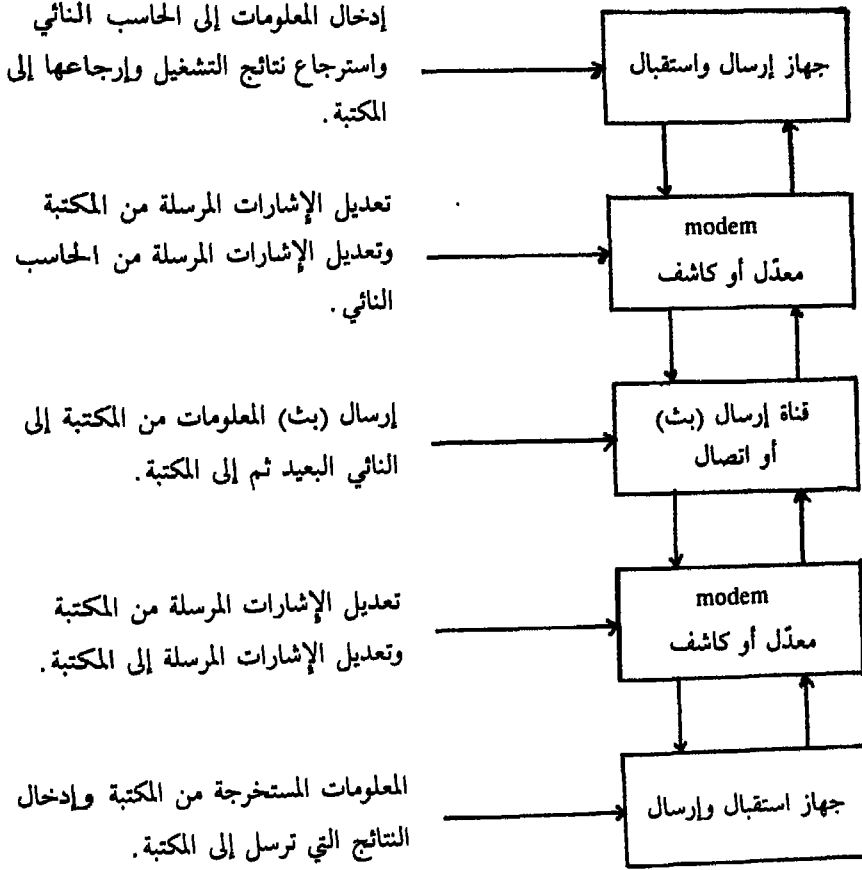 إدخال المعلومات إلى الحاسب النائي
واسترجاع نتائج التشغيل وإرجاعها إلى
المكتبة.
جهاز إرسال واستقبال
تعديل الإشارات المرسلة من المكتبة
وتعديل الإشارات المرسلة من الحاسب
النائي.
modem
معدّل أو كاشف
إرسال (بث) المعلومات من المكتبة إلى
النائي البعيد ثم إلى المكتبة.
قناة إرسال (بث)
أو اتصال
تعديل الإشارات المرسلة من المكتبة
وتعديل الإشارات المرسلة إلى المكتبة.
modem
معدّل أو كاشف
المعلومات المستخرجة من المكتبة وإدخال
النتائج التي ترسل إلى المكتبة.
جهاز استقبال وإرسال